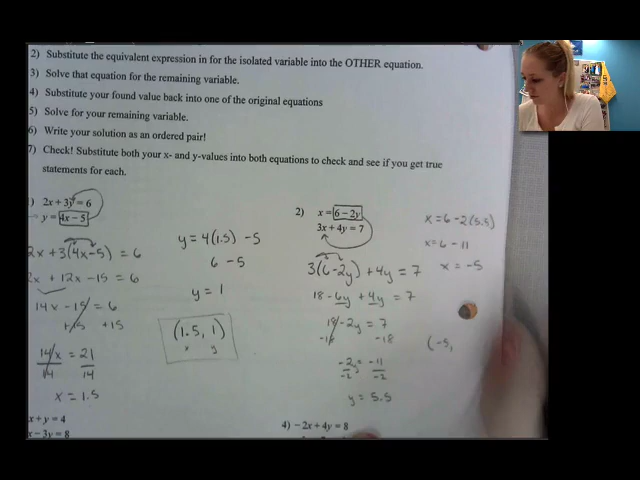 2) Substitute the equivalent expression in for the isolated variable into the OTHER equation.
3) Solve that equation for the remaining variable.
4) Substitute your found value back into one of the original equations
5) Solve for your remaining variable.
6) Write your solution as an ordered pair!
7) Check! Substitute both your x- and y-values into both equations to check and see if you get true
statements for each.
) 2x + 3y = 6
y = 4x - 5
2x + 3(4x-5) = 6
2x + 12x -15 = 6
14x -15 = 6
+15 +15
14x = 21
14 14
x = 1.5
y = 4(1.5) -5
6 -5
y = 1
(1.5, 1)
x y
2) x = 6 - 2y
3x + 4y = 7
3(6-2y) + 4y = 7
18 -6y + 4y = 7
18 -2y = 7
-18 -18
-2y = -11
-2 -2
y = 5.5
x = 6 -2(5.5)
x = 6 - 11
x = -5
(-5,
x + y = 4
x - 3y = 8
4) -2x + 4y = 8